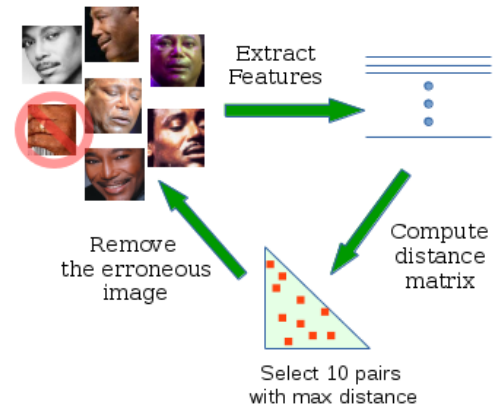 Extract
Features
Compute
distance
matrix
Select 10 pairs
with max distance
Remove
the erroneous
image